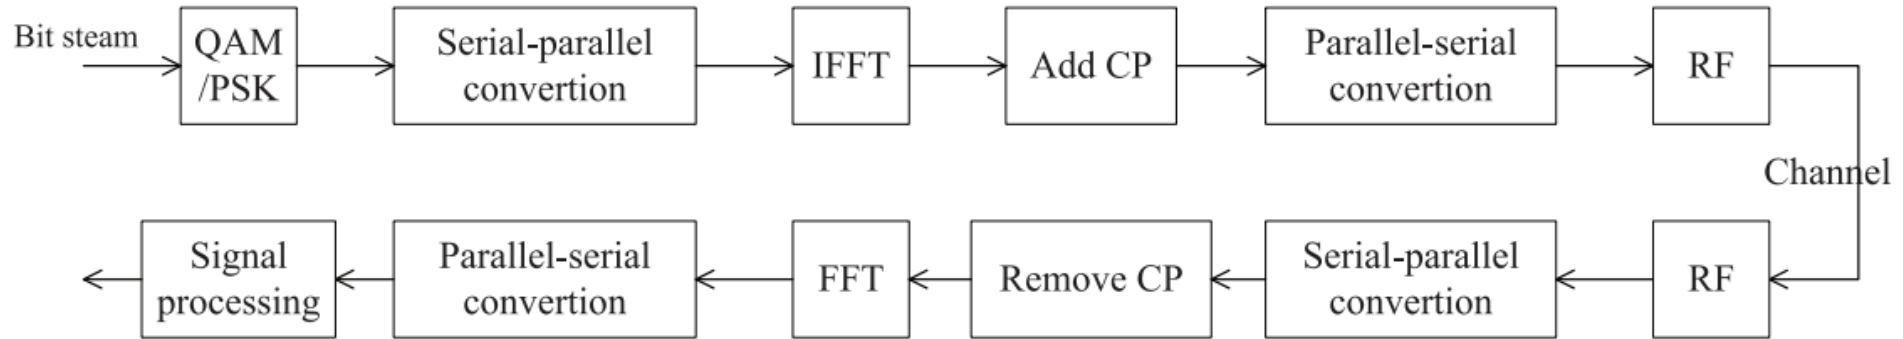 Bit steam
QAM
/PSK
Serial-parallel
convertion
IFFT
Add CP
Parallel-serial
convertion
RF
Channel
Signal
processing
Parallel-serial
convertion
FFT
Remove CP
Serial-parallel
convertion
RF